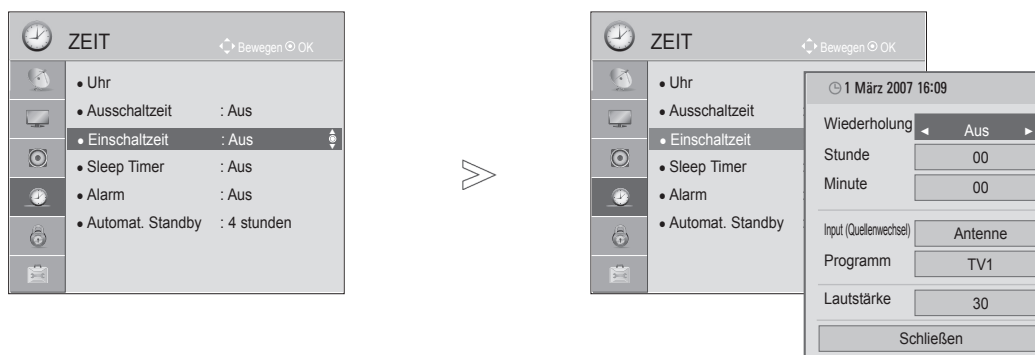 ZEIT
Bewegen OK
● Uhr
● Ausschaltzeit : Aus
● Einschaltzeit : Aus
● Sleep Timer : Aus
● Alarm : Aus
● Automat. Standby : 4 stunden
ZEIT
Bewegen OK
● Uhr
● Ausschaltzeit
● Einschaltzeit
● Sleep Timer
● Alarm
● Automat. Standby :
1 März 2007 16:09
Wiederholung ◄ Aus ►
Stunde 00
Minute 00
Input (Quellenwechsel) Antenne
Programm TV1
Lautstärke 30
Schließen